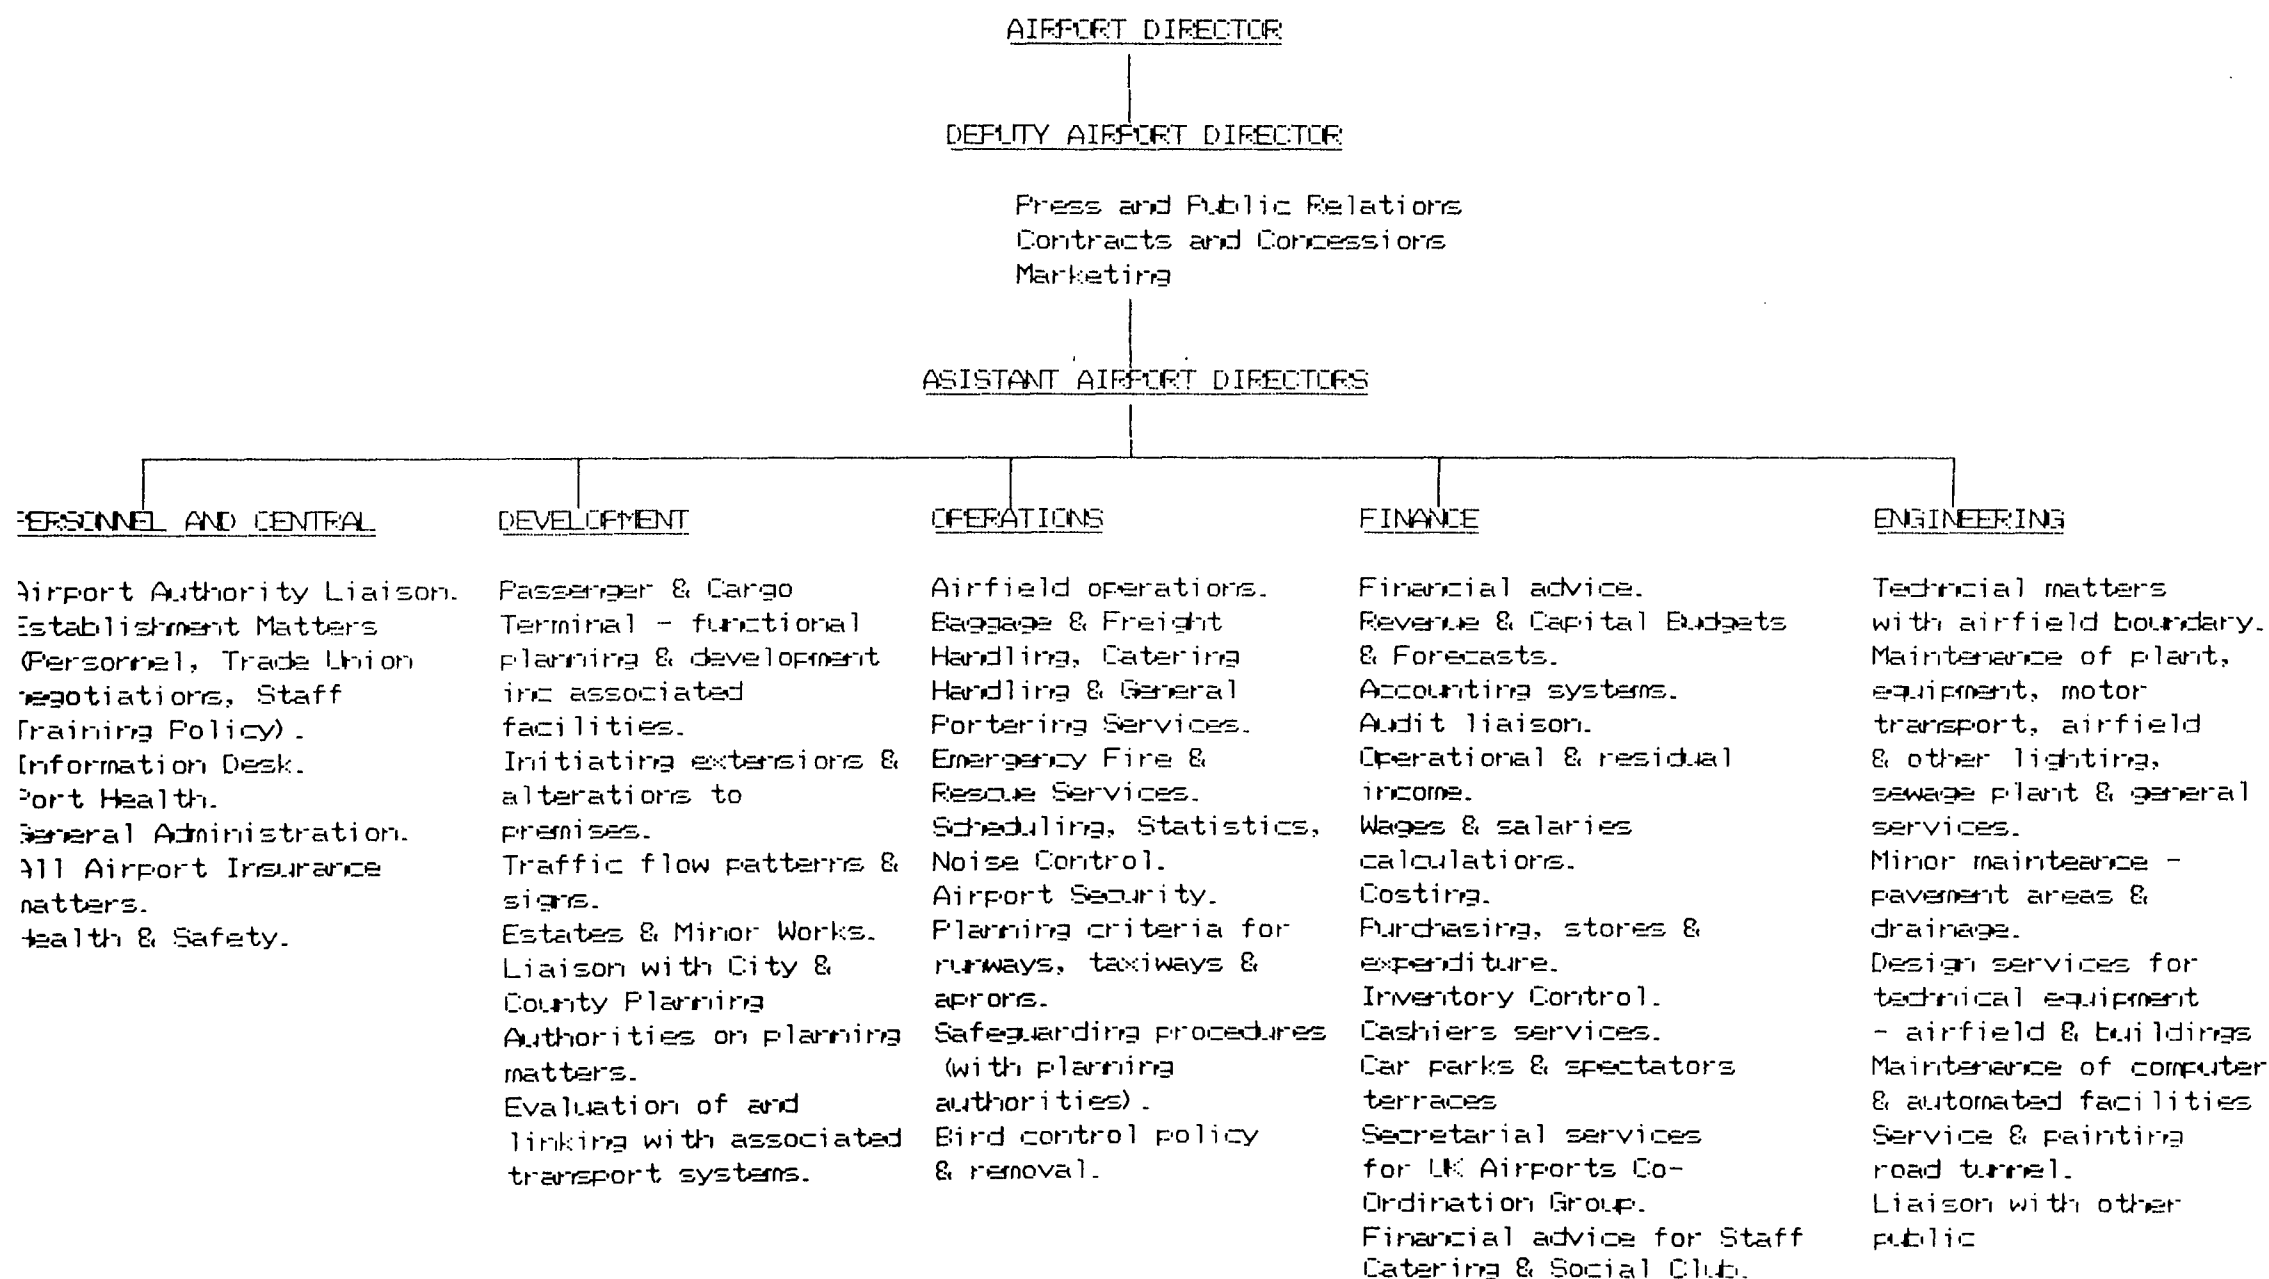 AIRPORT DIRECTOR
DEPUTY AIRPORT DIRECTOR
Press and Public Relations
Contracts and Concessions
Marketing
ASISTANT AIRPORT DIRECTORS
PERSONNEL AND CENTRAL
Airport Authority Liaison.
Establishment Matters
(Personnel, Trade Union
negotiations, Staff
Training Policy).
Information Desk.
Port Health.
General Administration.
All Airport Insurance
matters.
Health & Safety.
DEVELOPMENT
Passenger & Cargo
Terminal - functional
planning & development
inc associated
facilities.
Initiating extensions &
alterations to
premises.
Traffic flow patterns &
signs.
Estates & Minor Works.
Liaison with City &
County Planning
Authorities on planning
matters.
Evaluation of and
linking with associated
transport systems.
OPERATIONS
Airfield operations.
Baggage & Freight
Handling, Catering
Handling & General
Portering Services.
Emergency Fire &
Rescue Services.
Scheduling, Statistics,
Noise Control.
Airport Security.
Planning criteria for
runways, taxiways &
aprons.
Safeguarding procedures
(with planning
authorities).
Bird control policy
& removal.
FINANCE
Financial advice.
Revenue & Capital Budgets
& Forecasts.
Accounting systems.
Audit liaison.
Operational & residual
income.
Wages & salaries
calculations.
Costing.
Purchasing, stores &
expenditure.
Inventory Control.
Cashiers services.
Car parks & spectators
terraces
Secretarial services
for UK Airports Co-
Ordination Group.
Financial advice for Staff
Catering & Social Club.
ENGINEERING
Techncial matters
with airfield boundary.
Maintenance of plant,
equipment, motor
transport, airfield
& other lighting,
sewage plant & general
services.
Minor mainteance -
pavement areas &
drainage.
Design services for
technical equipment
- airfield & buildings
Maintenance of computer
& automated facilities
Service & painting
road tunnel.
Liaison with other
public